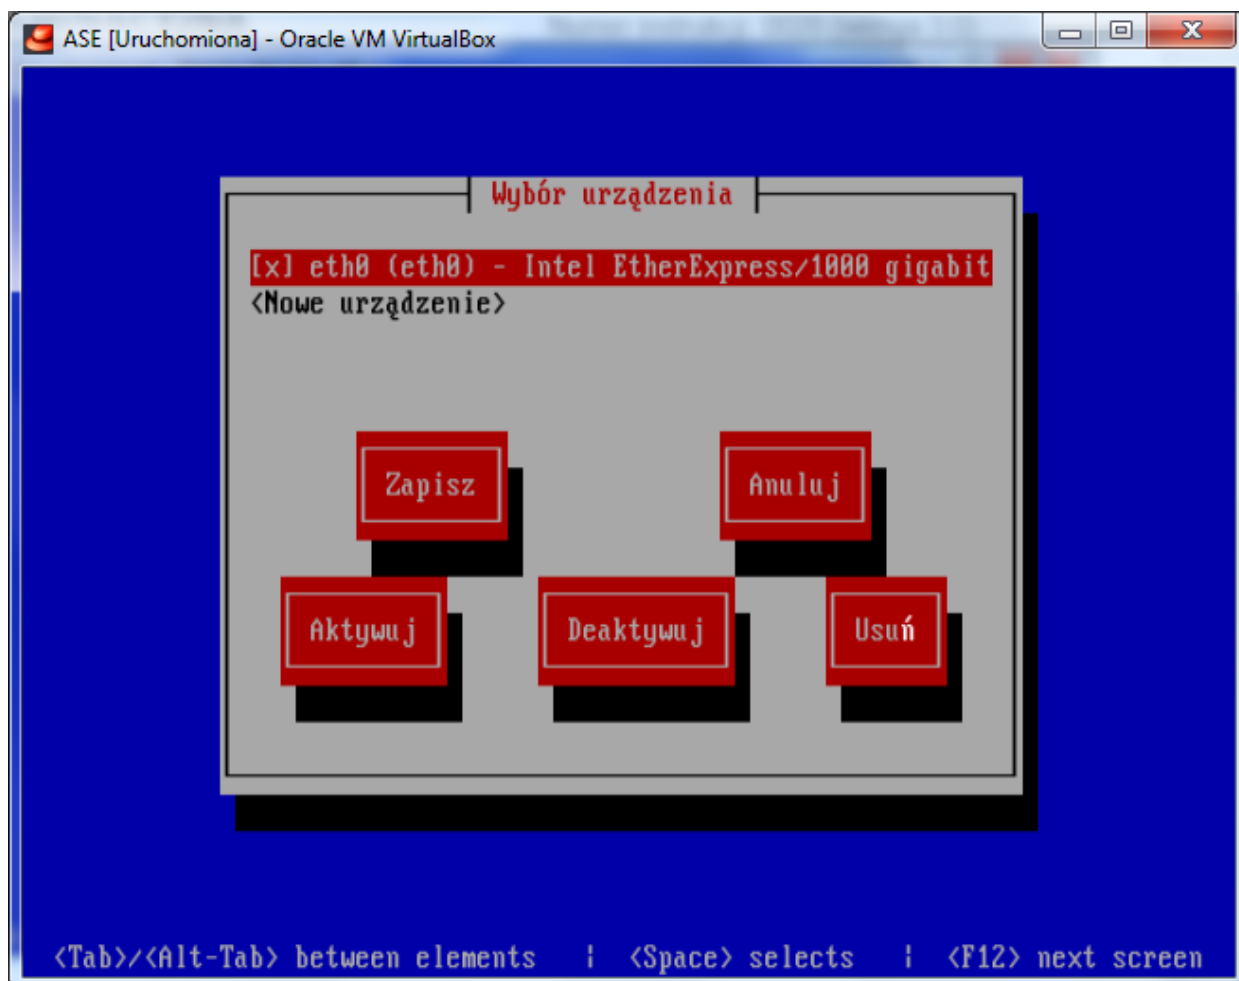 ASE [Uruchomiona] - Oracle VM VirtualBox
Wybór urządzenia
[x] eth0 (eth0) - Intel EtherExpress/1000 gigabit
<Nowe urządzenie>
Zapisz Anuluj
Aktywuj Deaktywuj Usuń
<Tab>/<Alt-Tab> between elements | <Space> selects | <F12> next screen